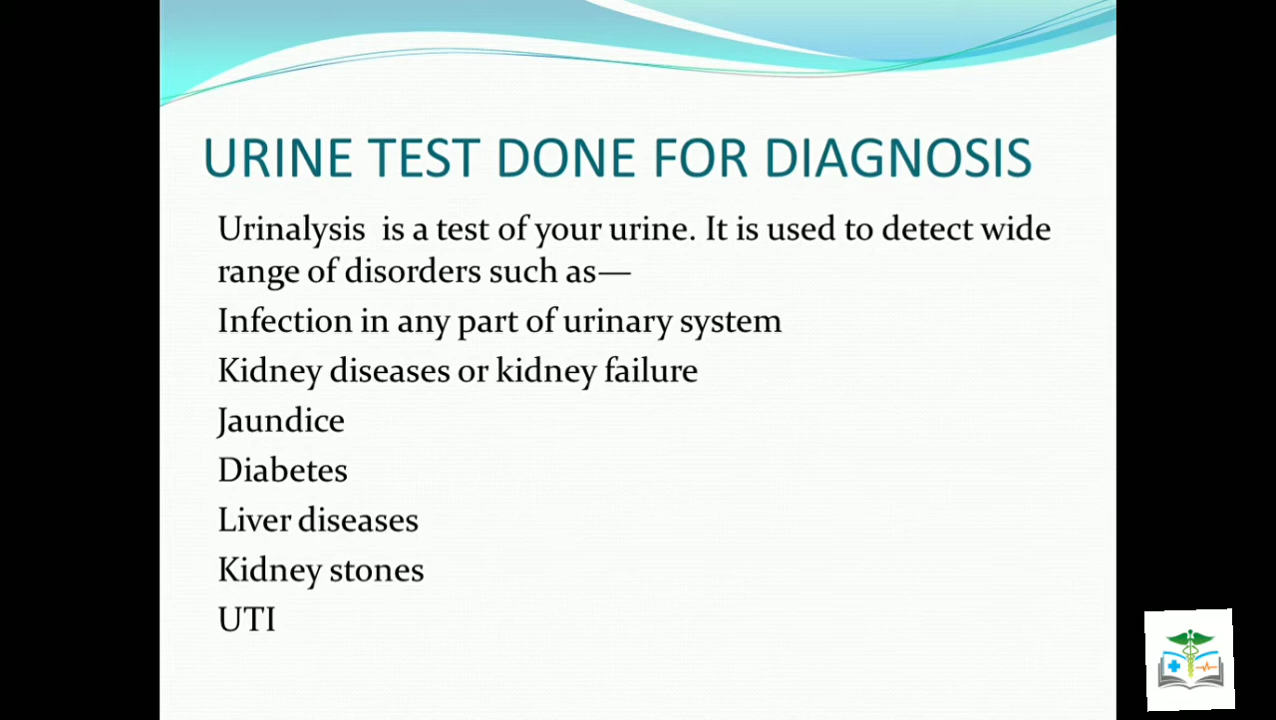 URINE TEST DONE FOR DIAGNOSIS
Urinalysis is a test of your urine. It is used to detect wide
range of disorders such as—
Infection in any part of urinary system
Kidney diseases or kidney failure
Jaundice
Diabetes
Liver diseases
Kidney stones
UTI